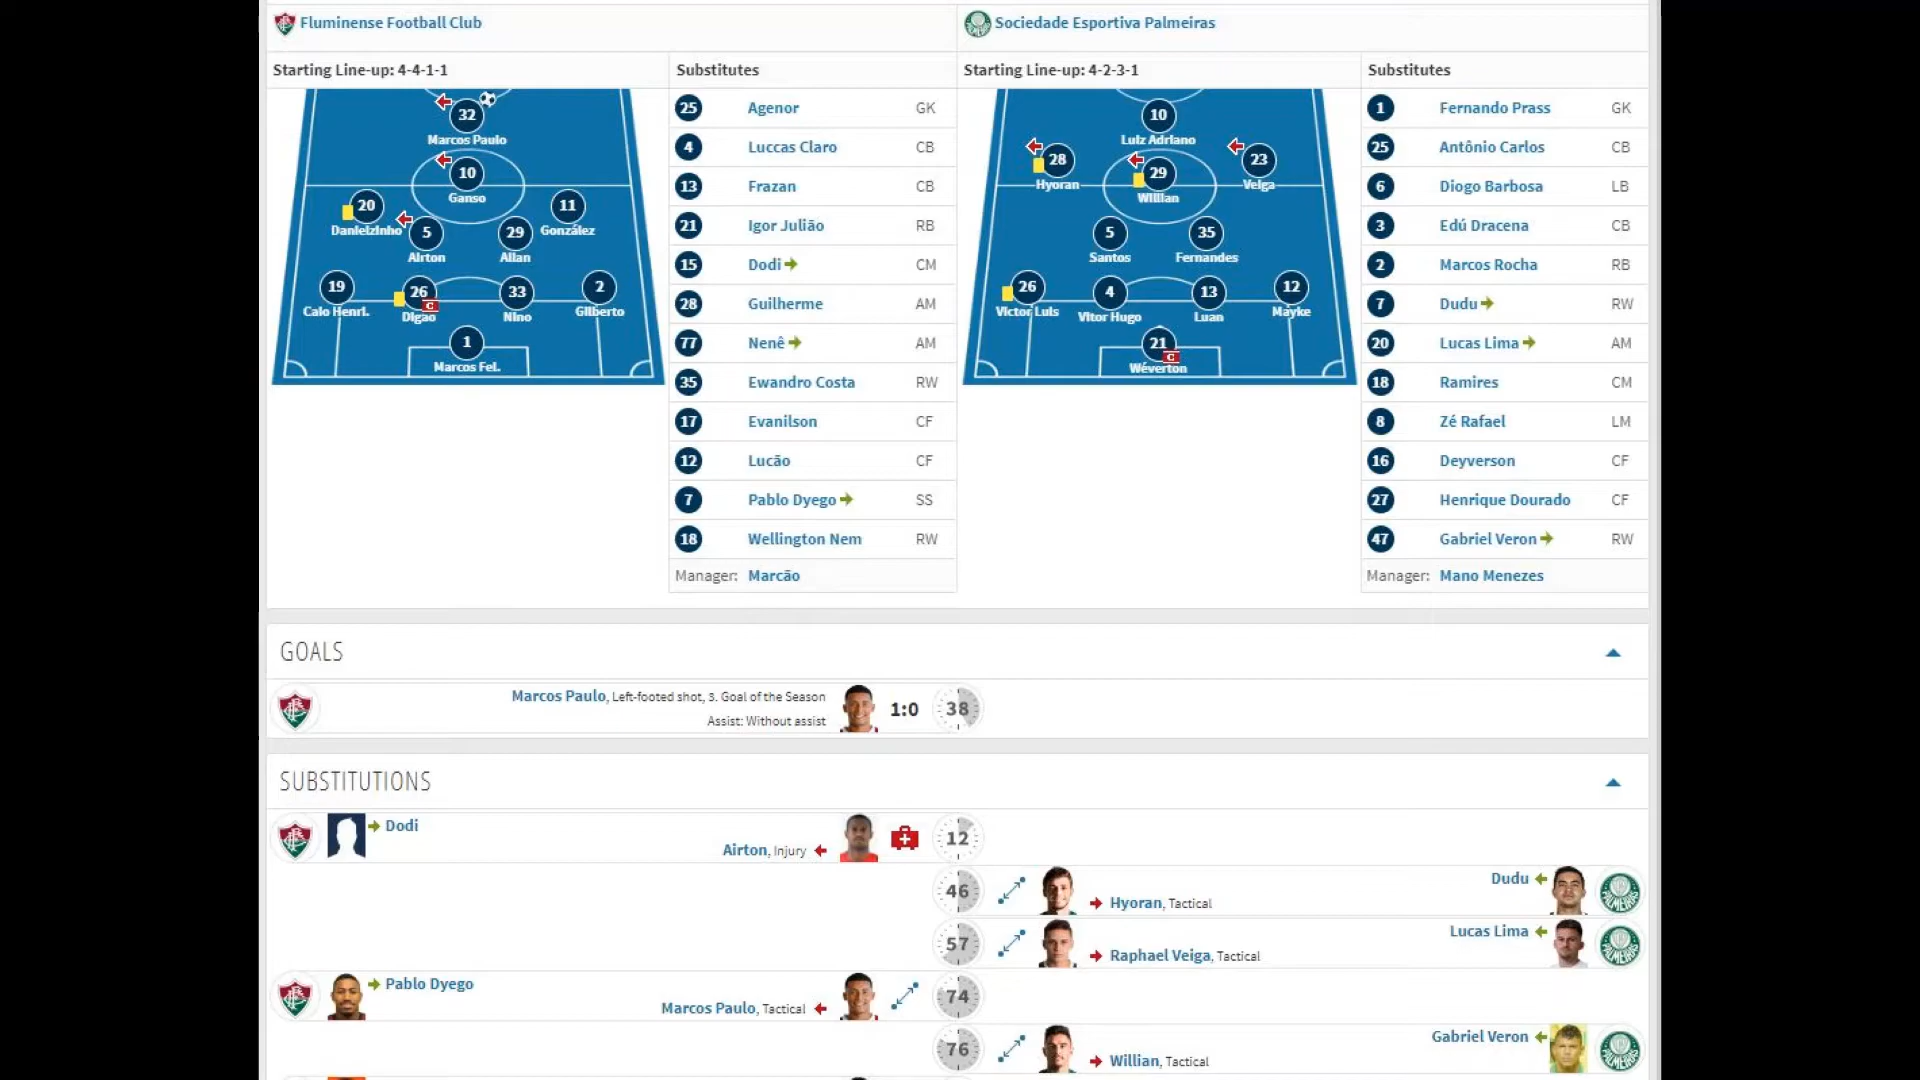 Fluminense Football Club
Starting Line-up: 4-4-1-1
Substitutes
32
Marcos Paulo
10
Ganso
20
Danielzinho
11
González
5
Airton
29
Allan
19
Caio Henri.
26
C
Digão
33
Nino
2
Gilberto
1
Marcos Fel.
25 Agenor GK
4 Luccas Claro CB
13 Frazan CB
21 Igor Julião RB
15 Dodi CM
28 Guilherme AM
77 Nenê AM
35 Ewandro Costa RW
17 Evanilson CF
12 Lucão CF
7 Pablo Dyego SS
18 Wellington Nem RW
Manager: Marcão
Sociedade Esportiva Palmeiras
Starting Line-up: 4-2-3-1
Substitutes
10
Luiz Adriano
28
Hyoran
29
Willian
23
Veiga
5
Santos
35
Fernandes
26
Victor Luis
4
Vitor Hugo
13
Luan
12
Mayke
21
C
Wéverton
1 Fernando Prass GK
25 Antônio Carlos CB
6 Diogo Barbosa LB
3 Edú Dracena CB
2 Marcos Rocha RB
7 Dudu RW
20 Lucas Lima AM
18 Ramires CM
8 Zé Rafael LM
16 Deyverson CF
27 Henrique Dourado CF
47 Gabriel Veron RW
Manager: Mano Menezes
GOALS
Marcos Paulo, Left-footed shot, 3. Goal of the Season
Assist: Without assist
1:0
38
SUBSTITUTIONS
Dodi
Airton, Injury
12
46
Hyoran, Tactical
Dudu
57
Raphael Veiga, Tactical
Lucas Lima
Pablo Dyego
Marcos Paulo, Tactical
74
76
Willian, Tactical
Gabriel Veron